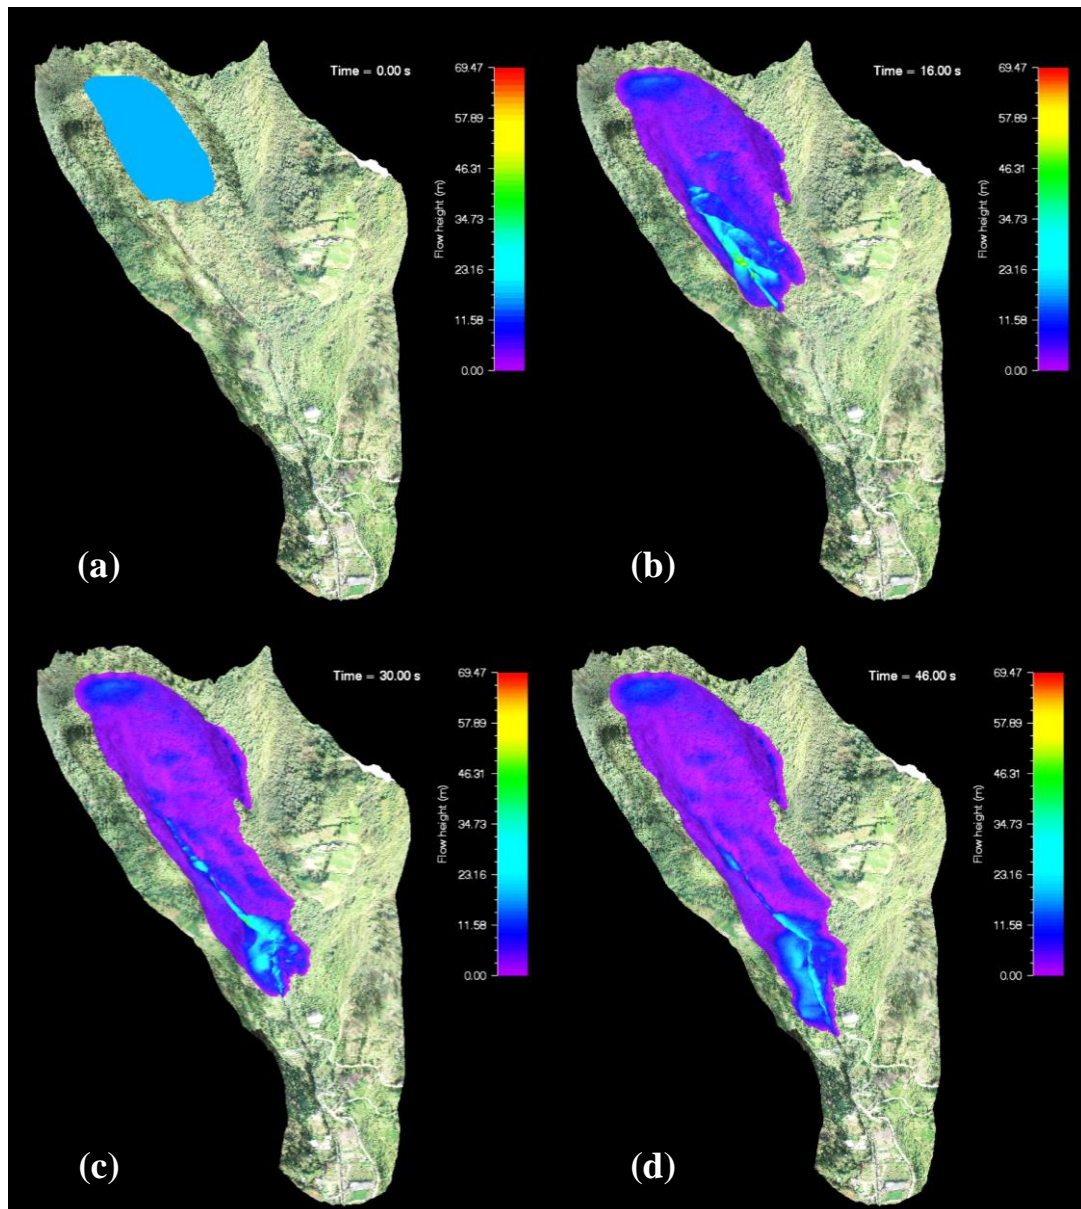 Time = 0.00 s
69.47
57.89
46.31
34.73
23.16
11.58
0.00
Flow height (m)
(a)
Time = 16.00 s
69.47
57.89
46.31
34.73
23.16
11.58
0.00
Flow height (m)
(b)
Time = 30.00 s
69.47
57.89
46.31
34.73
23.16
11.58
0.00
Flow height (m)
(c)
Time = 46.00 s
69.47
57.89
46.31
34.73
23.16
11.58
0.00
Flow height (m)
(d)